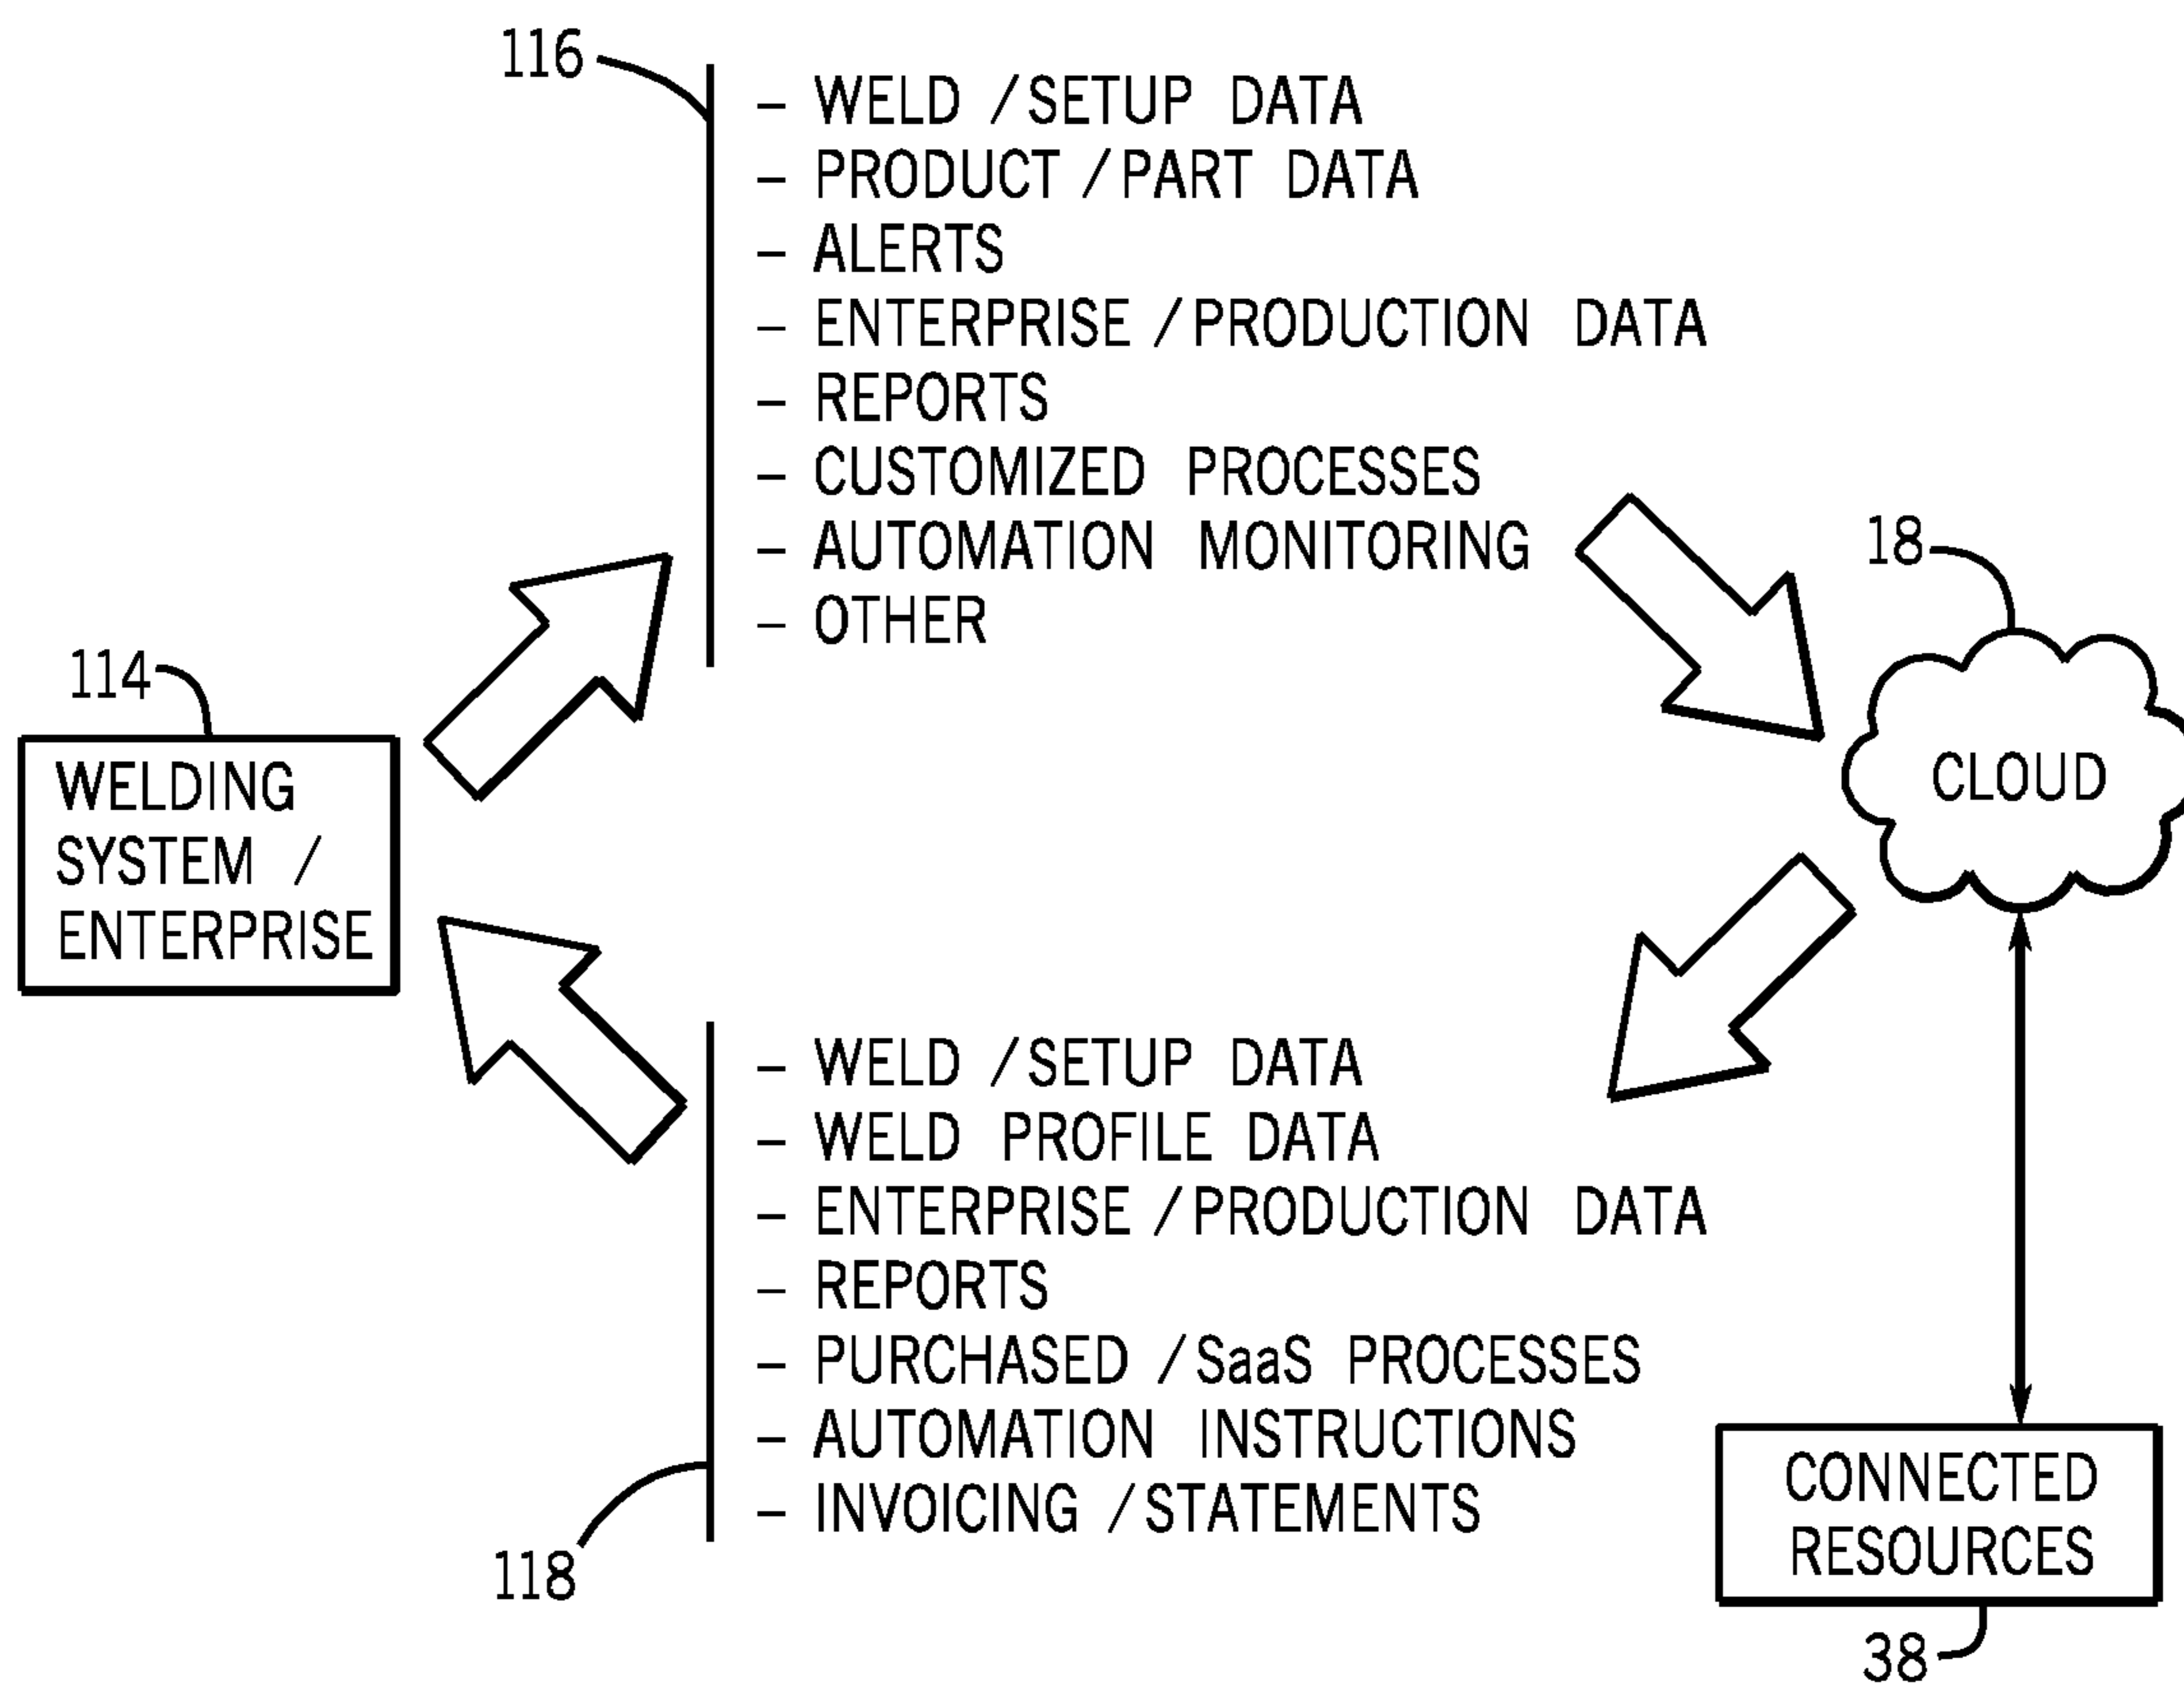 116
- WELD /SETUP DATA
- PRODUCT /PART DATA
- ALERTS
- ENTERPRISE /PRODUCTION DATA
- REPORTS
- CUSTOMIZED PROCESSES
- AUTOMATION MONITORING
- OTHER
18
114
WELDING
SYSTEM /
ENTERPRISE
CLOUD
- WELD /SETUP DATA
- WELD PROFILE DATA
- ENTERPRISE /PRODUCTION DATA
- REPORTS
- PURCHASED /SaaS PROCESSES
- AUTOMATION INSTRUCTIONS
- INVOICING /STATEMENTS
118
CONNECTED
RESOURCES
38